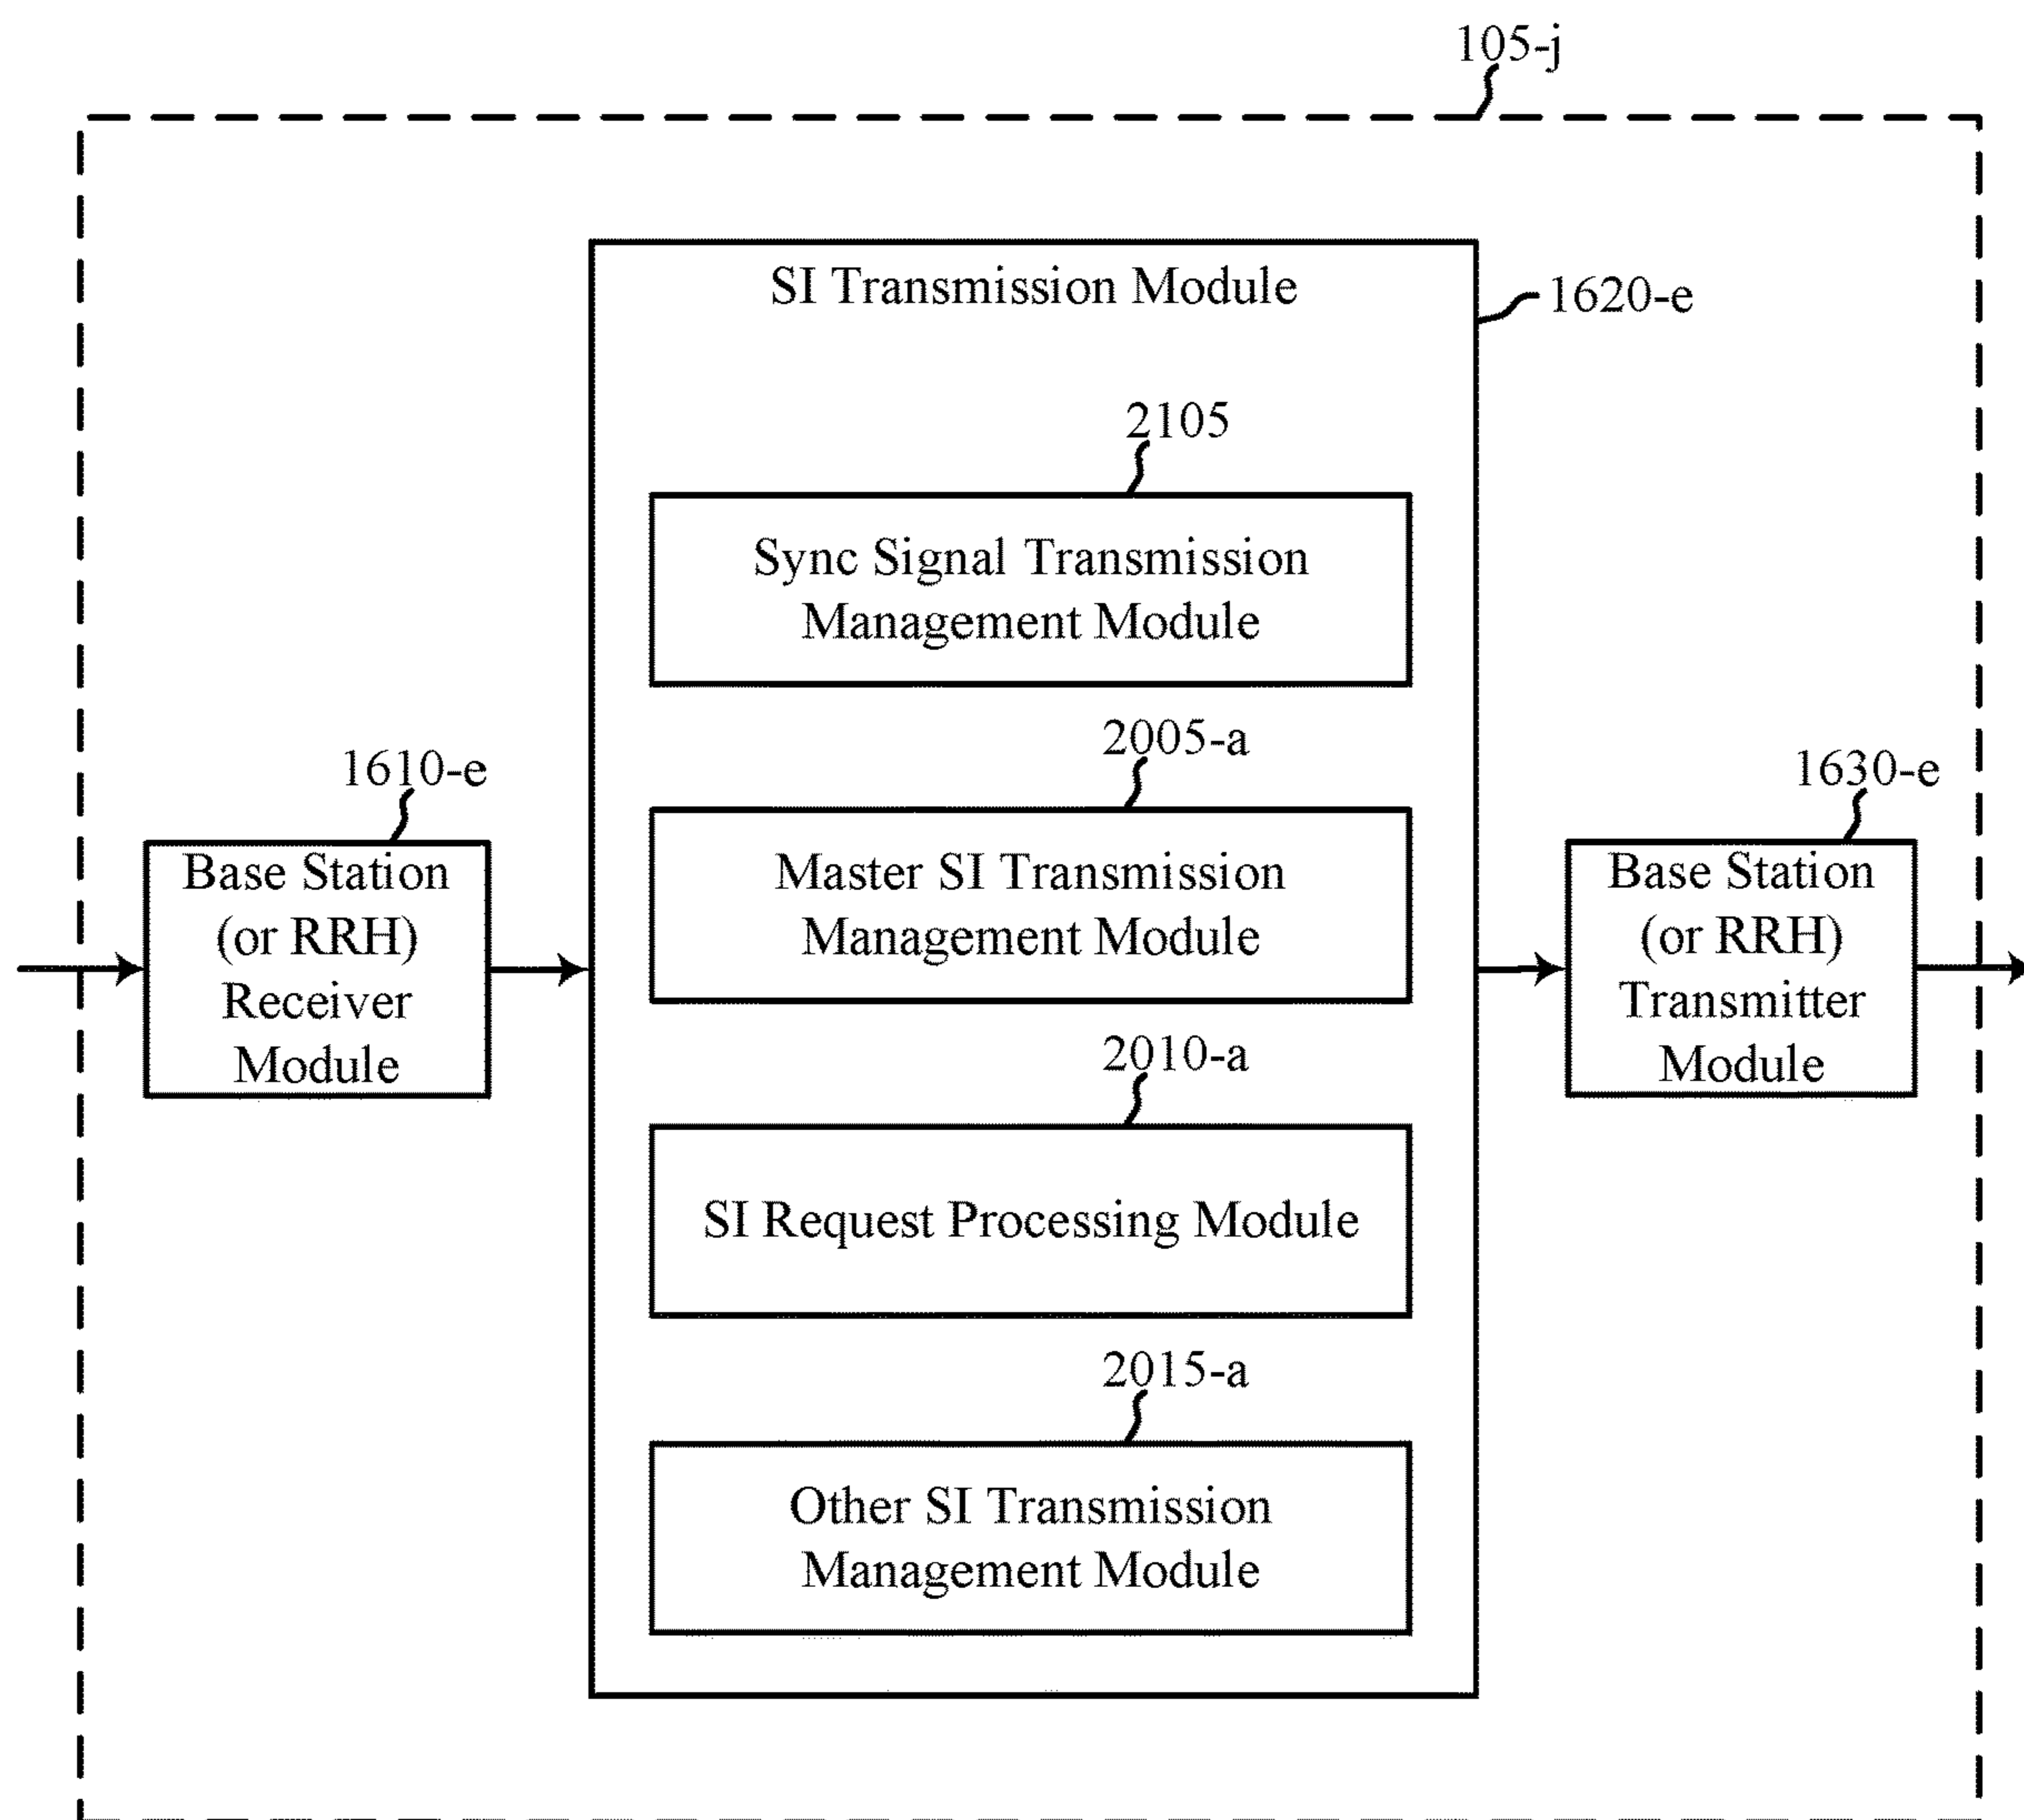 105-j
SI Transmission Module
1620-e
2105
Sync Signal Transmission
Management Module
2005-a
1610-e
1630-e
Base Station
(or RRH)
Receiver
Module
Master SI Transmission
Management Module
Base Station
(or RRH)
Transmitter
Module
2010-a
SI Request Processing Module
2015-a
Other SI Transmission
Management Module